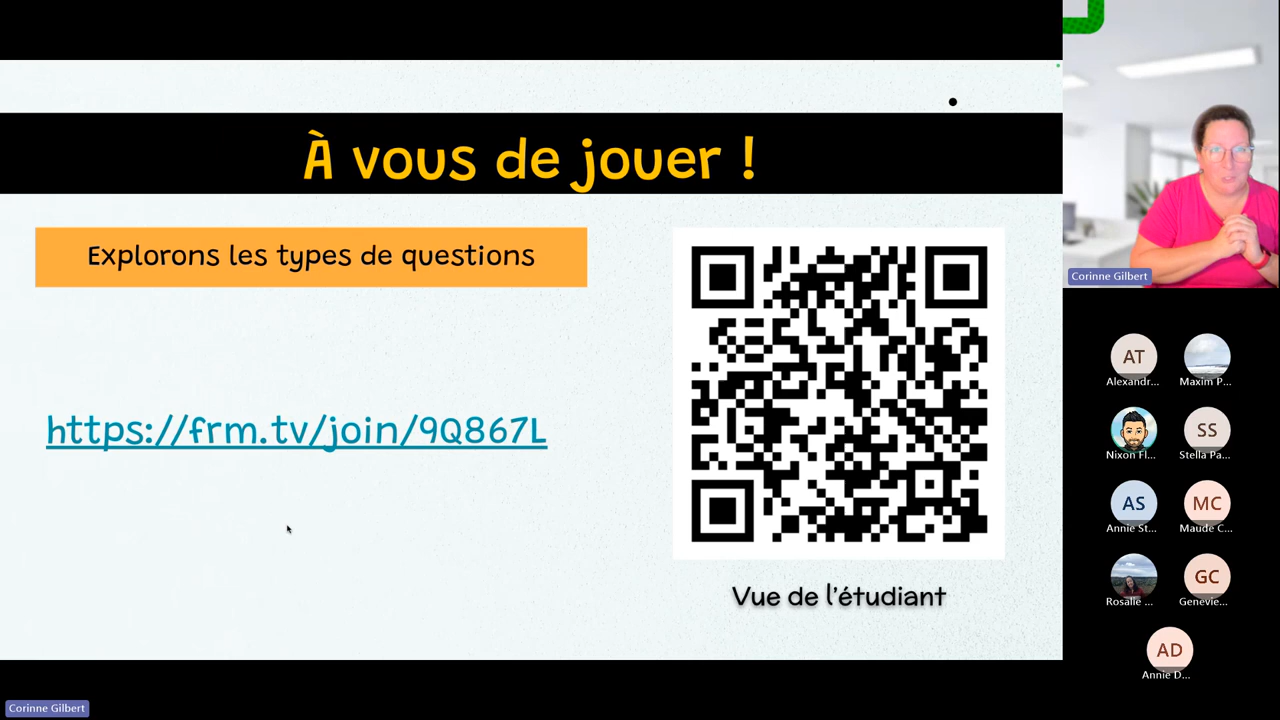 À vous de jouer !
Explorons les types de questions
https://frm.tv/join/9Q867L
Vue de l'étudiant
Corinne Gilbert
AT
Alexandr...
Maxim P...
Nixon Fl...
SS
Stella Pa...
AS
Annie St...
MC
Maude C...
Rosalie ...
GC
Genevie...
AD
Annie D...
Corinne Gilbert